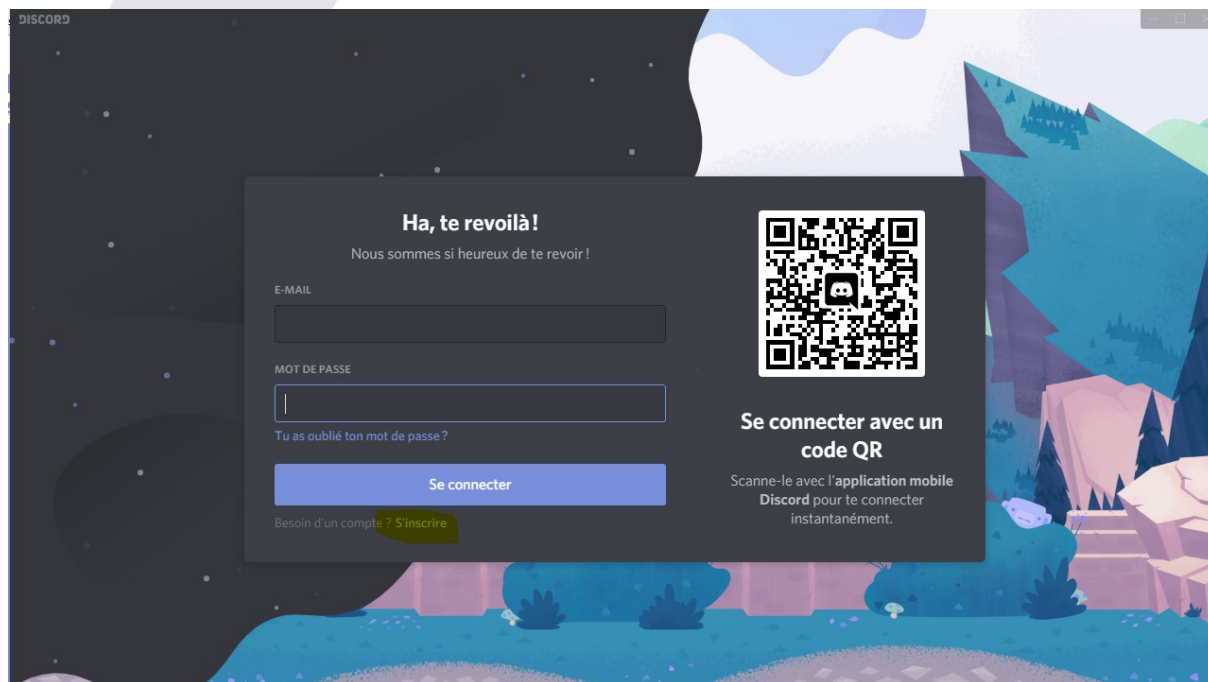 DISCORD
Ha, te revoilà !
Nous sommes si heureux de te revoir !
E-MAIL
MOT DE PASSE
Tu as oublié ton mot de passe ?
Se connecter
Besoin d'un compte ? S'inscrire
Se connecter avec un
code QR
Scanne-le avec l'application mobile
Discord pour te connecter
instantanément.